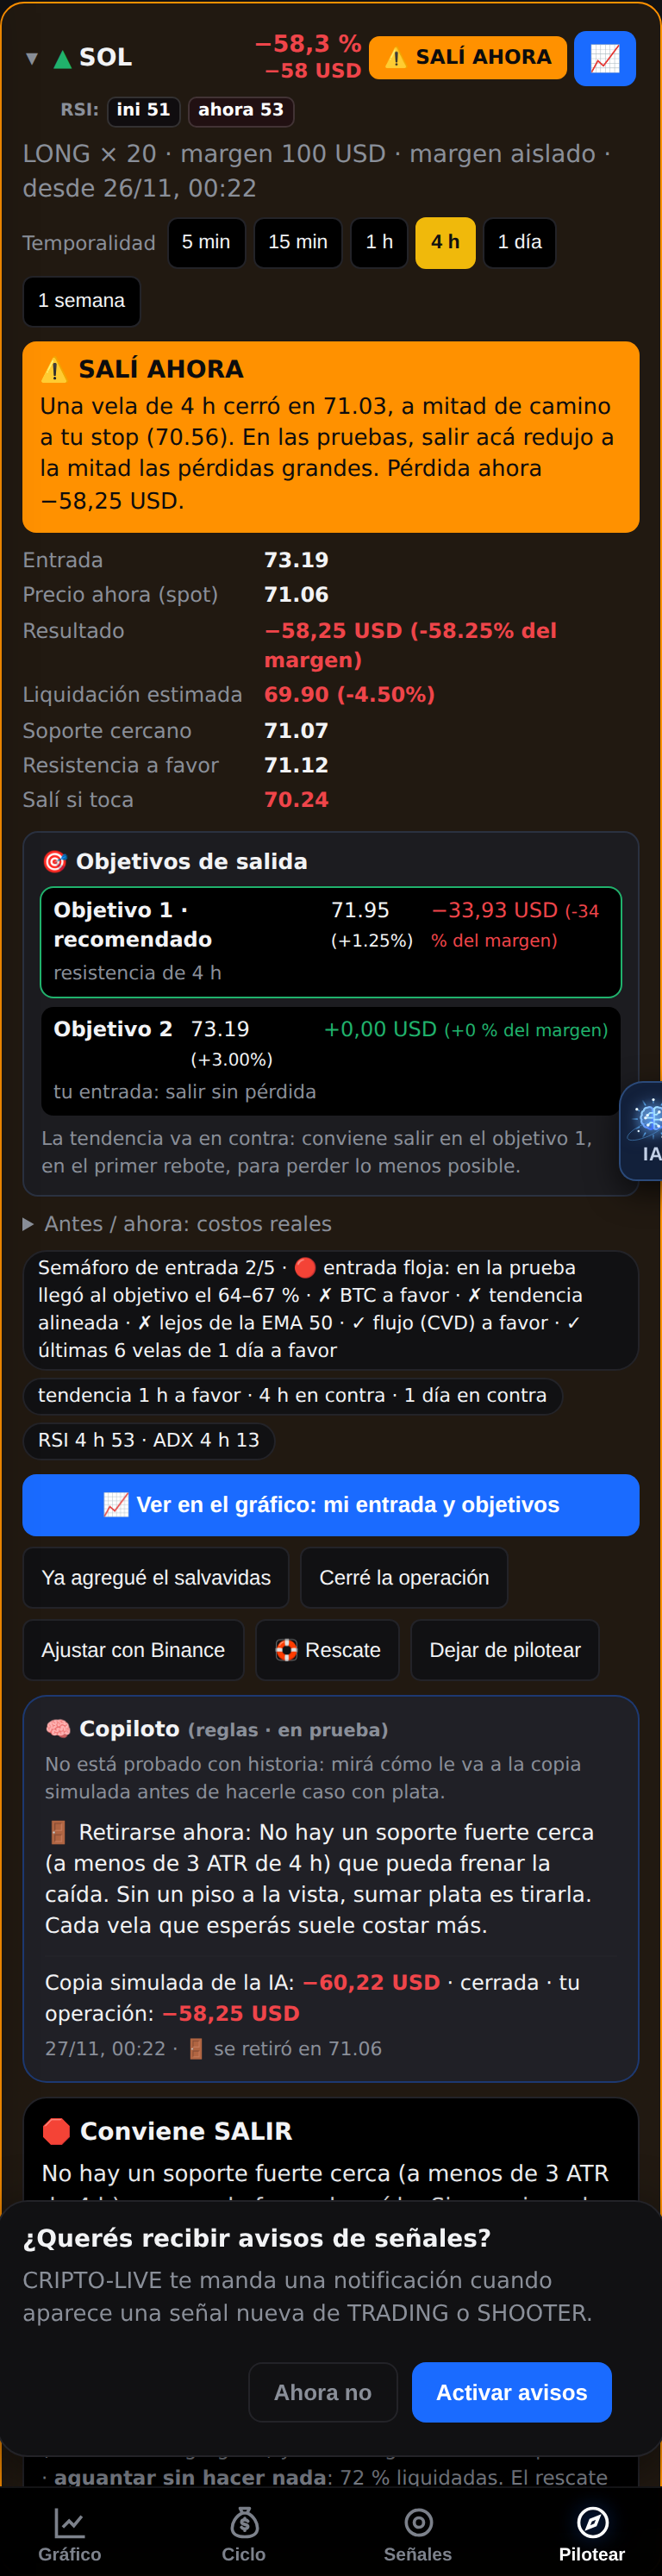 ▼ ▲ SOL −58,3 % ⚠️ SALÍ AHORA 📈
−58 USD
RSI: ini 51 ahora 53
LONG × 20 · margen 100 USD · margen aislado ·
desde 26/11, 00:22
Temporalidad 5 min 15 min 1 h 4 h 1 día
1 semana
⚠️ SALÍ AHORA
Una vela de 4 h cerró en 71.03, a mitad de camino
a tu stop (70.56). En las pruebas, salir acá redujo a
la mitad las pérdidas grandes. Pérdida ahora
−58,25 USD.
Entrada 73.19
Precio ahora (spot) 71.06
Resultado −58,25 USD (-58.25% del
margen)
Liquidación estimada 69.90 (-4.50%)
Soporte cercano 71.07
Resistencia a favor 71.12
Salí si toca 70.24
🎯 Objetivos de salida
Objetivo 1 · 71.95 −33,93 USD (-34
recomendado (+1.25%) % del margen)
resistencia de 4 h
Objetivo 2 73.19 +0,00 USD (+0 % del margen)
(+3.00%)
tu entrada: salir sin pérdida
La tendencia va en contra: conviene salir en el objetivo 1,
en el primer rebote, para perder lo menos posible.
IA
▶ Antes / ahora: costos reales
Semáforo de entrada 2/5 · 🔴 entrada floja: en la prueba
llegó al objetivo el 64–67 % · ✗ BTC a favor · ✗ tendencia
alineada · ✗ lejos de la EMA 50 · ✓ flujo (CVD) a favor · ✓
últimas 6 velas de 1 día a favor
tendencia 1 h a favor · 4 h en contra · 1 día en contra
RSI 4 h 53 · ADX 4 h 13
📈 Ver en el gráfico: mi entrada y objetivos
Ya agregué el salvavidas Cerré la operación
Ajustar con Binance 🛟 Rescate Dejar de pilotear
🧠 Copiloto (reglas · en prueba)
No está probado con historia: mirá cómo le va a la copia
simulada antes de hacerle caso con plata.
🚪 Retirarse ahora: No hay un soporte fuerte cerca
(a menos de 3 ATR de 4 h) que pueda frenar la
caída. Sin un piso a la vista, sumar plata es tirarla.
Cada vela que esperás suele costar más.
Copia simulada de la IA: −60,22 USD · cerrada · tu
operación: −58,25 USD
27/11, 00:22 · 🚪 se retiró en 71.06
🛑 Conviene SALIR
No hay un soporte fuerte cerca (a menos de 3 ATR
¿Querés recibir avisos de señales?
CRIPTO-LIVE te manda una notificación cuando
aparece una señal nueva de TRADING o SHOOTER.
Ahora no Activar avisos
· aguantar sin hacer nada: 72 % liquidadas. El rescate
Gráfico Ciclo Señales Pilotear